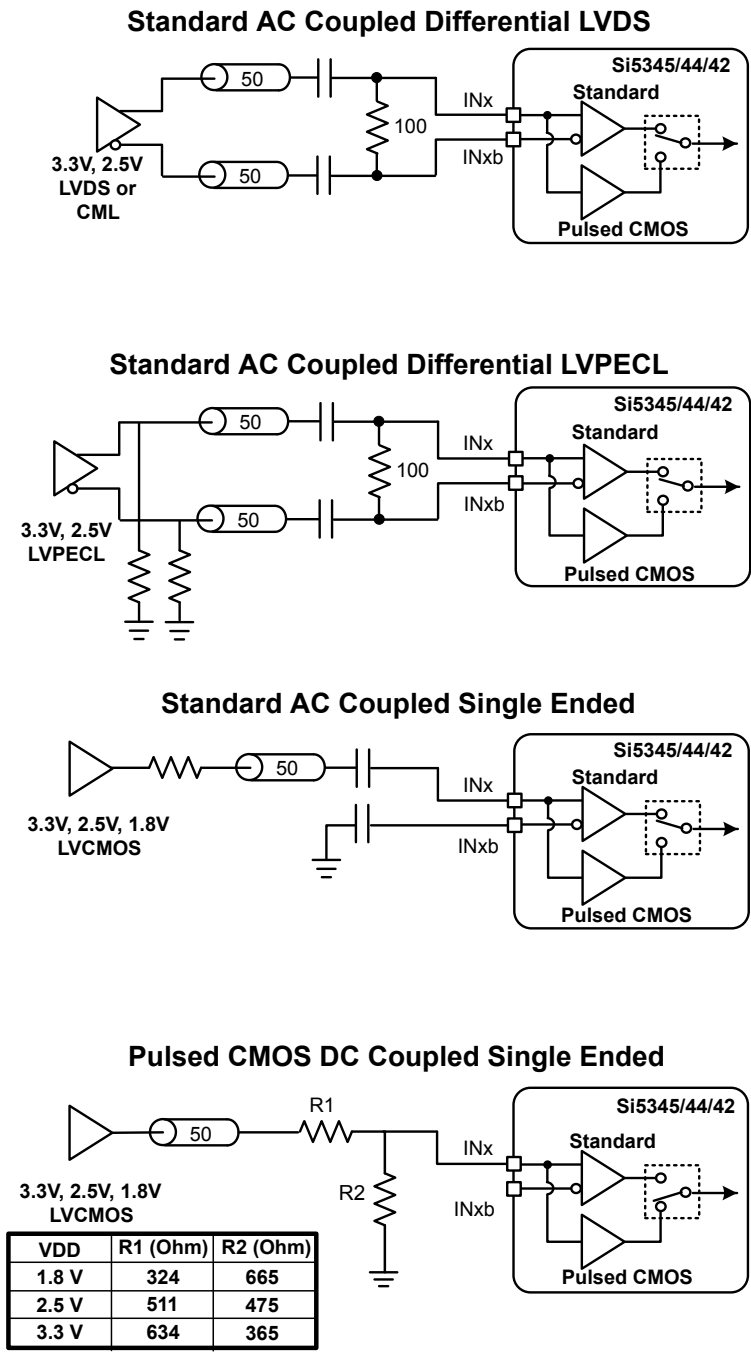 Standard AC Coupled Differential LVDS
50
50
100
3.3V, 2.5V
LVDS or
CML
INx
INxb
Si5345/44/42
Standard
Pulsed CMOS
Standard AC Coupled Differential LVPECL
50
50
100
3.3V, 2.5V
LVPECL
INx
INxb
Si5345/44/42
Standard
Pulsed CMOS
Standard AC Coupled Single Ended
50
3.3V, 2.5V, 1.8V
LVCMOS
INx
INxb
Si5345/44/42
Standard
Pulsed CMOS
Pulsed CMOS DC Coupled Single Ended
50
R1
R2
3.3V, 2.5V, 1.8V
LVCMOS
INx
INxb
Si5345/44/42
Standard
Pulsed CMOS
VDD R1 (Ohm) R2 (Ohm)
1.8 V 324 665
2.5 V 511 475
3.3 V 634 365